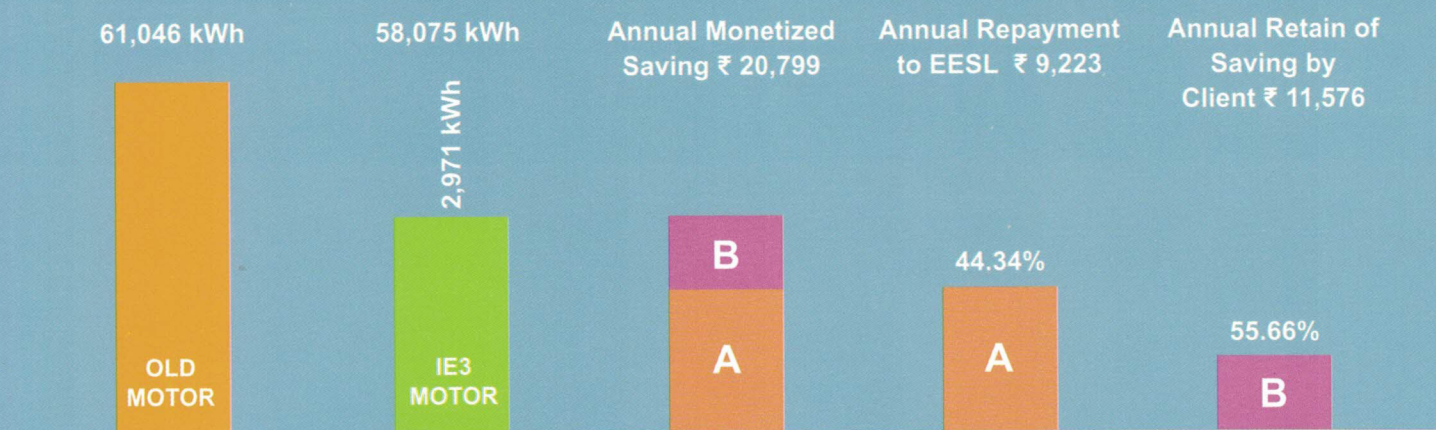 61,046 kWh
58,075 kWh
Annual Monetized
Saving ₹ 20,799
Annual Repayment
to EESL ₹ 9,223
Annual Retain of
Saving by
Client ₹ 11,576
2,971 kWh
OLD
MOTOR
IE3
MOTOR
B
A
44.34%
A
55.66%
B